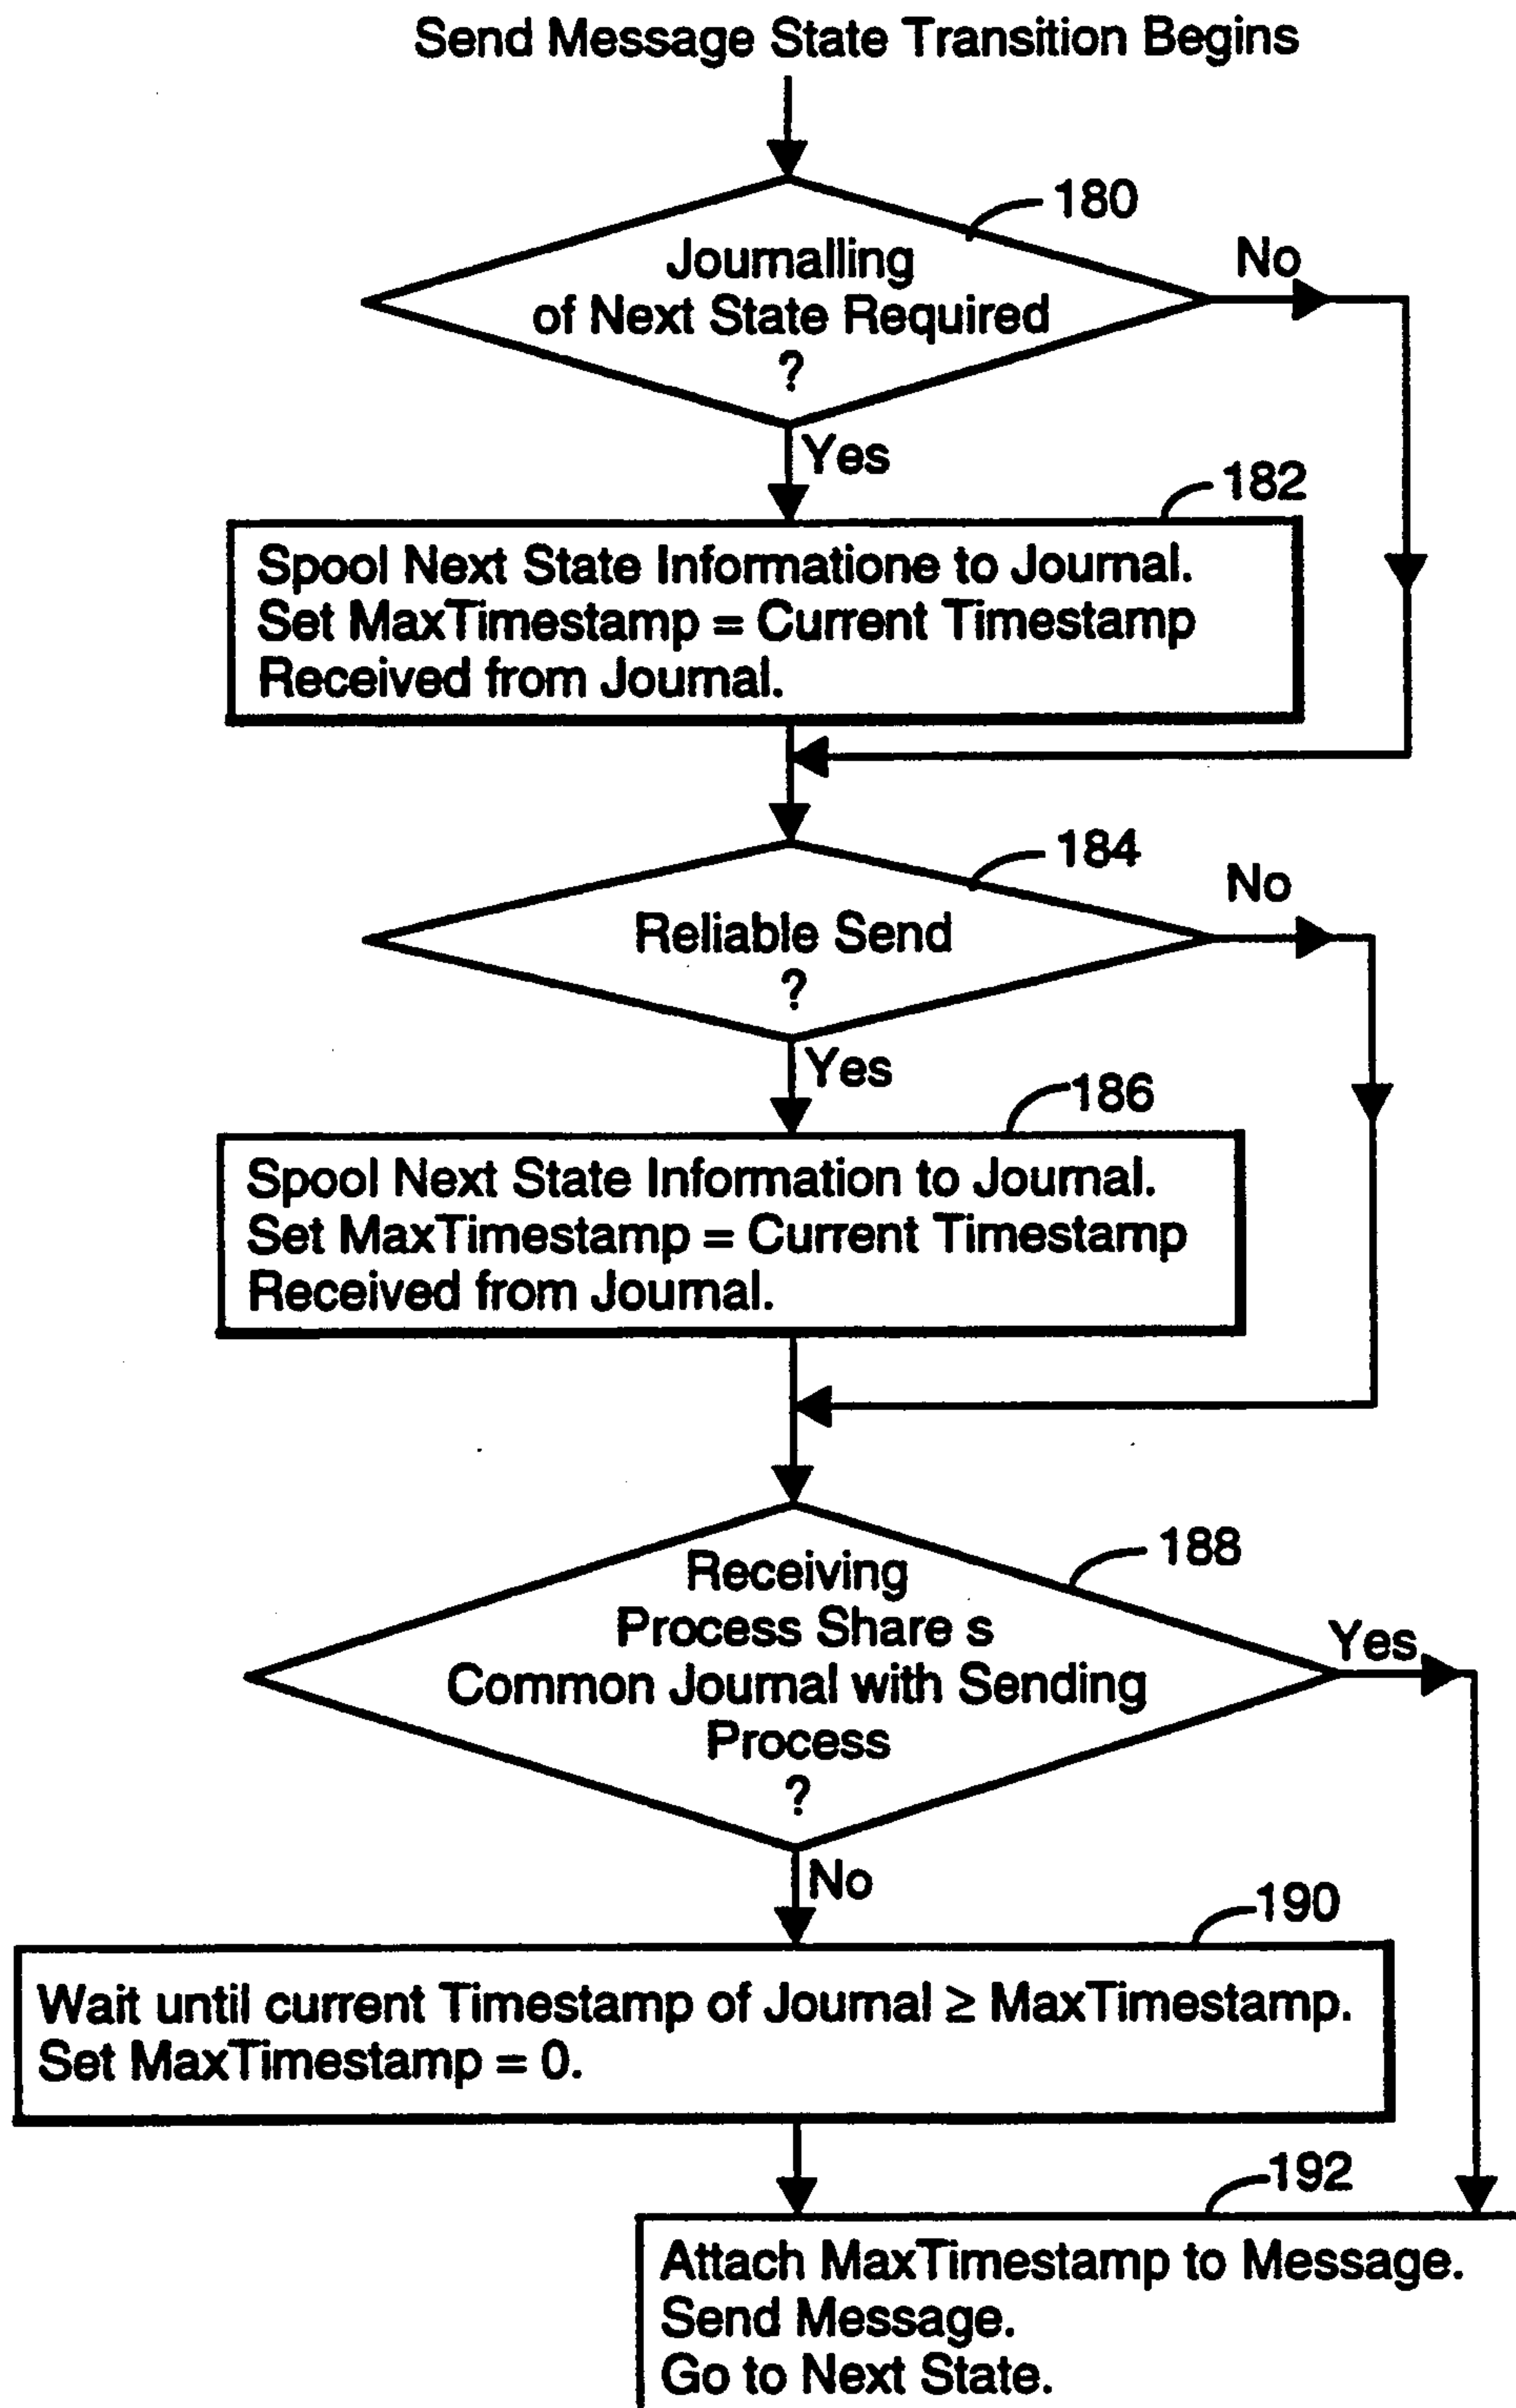 Send Message State Transition Begins
180
Journalling
of Next State Required
?
No
Yes
182
Spool Next State Informatione to Journal.
Set MaxTimestamp = Current Timestamp
Received from Journal.
184
No
Reliable Send
?
Yes
186
Spool Next State Information to Journal.
Set MaxTimestamp = Current Timestamp
Received from Journal.
188
Receiving
Process Share s
Common Journal with Sending
Process
?
Yes
No
190
Wait until current Timestamp of Journal ≥ MaxTimestamp.
Set MaxTimestamp = 0.
192
Attach MaxTimestamp to Message.
Send Message.
Go to Next State.